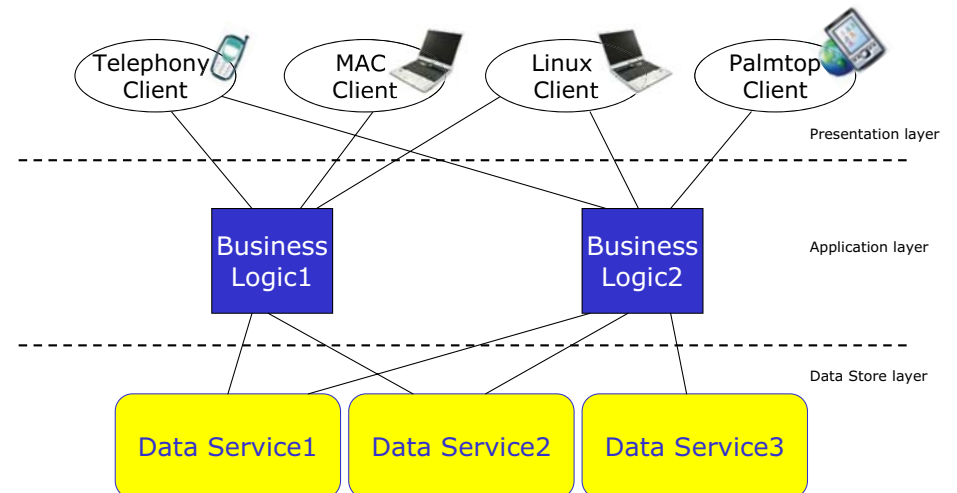 Telephony
Client
MAC
Client
Linux
Client
Palmtop
Client
Presentation layer
Business
Logic1
Business
Logic2
Application layer
Data Store layer
Data Service1
Data Service2
Data Service3